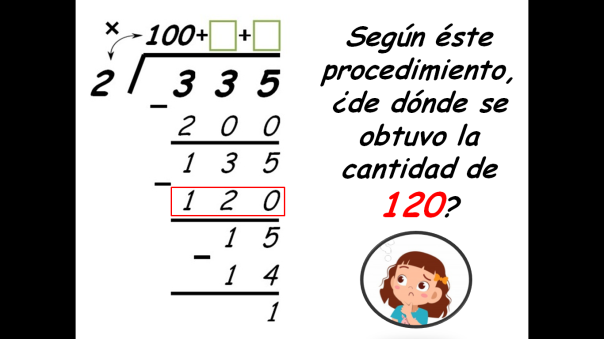 × 100+□+□
2 335
− 200
135
− 120
15
− 14
1
Según éste
procedimiento,
¿de dónde se
obtuvo la
cantidad de
120?